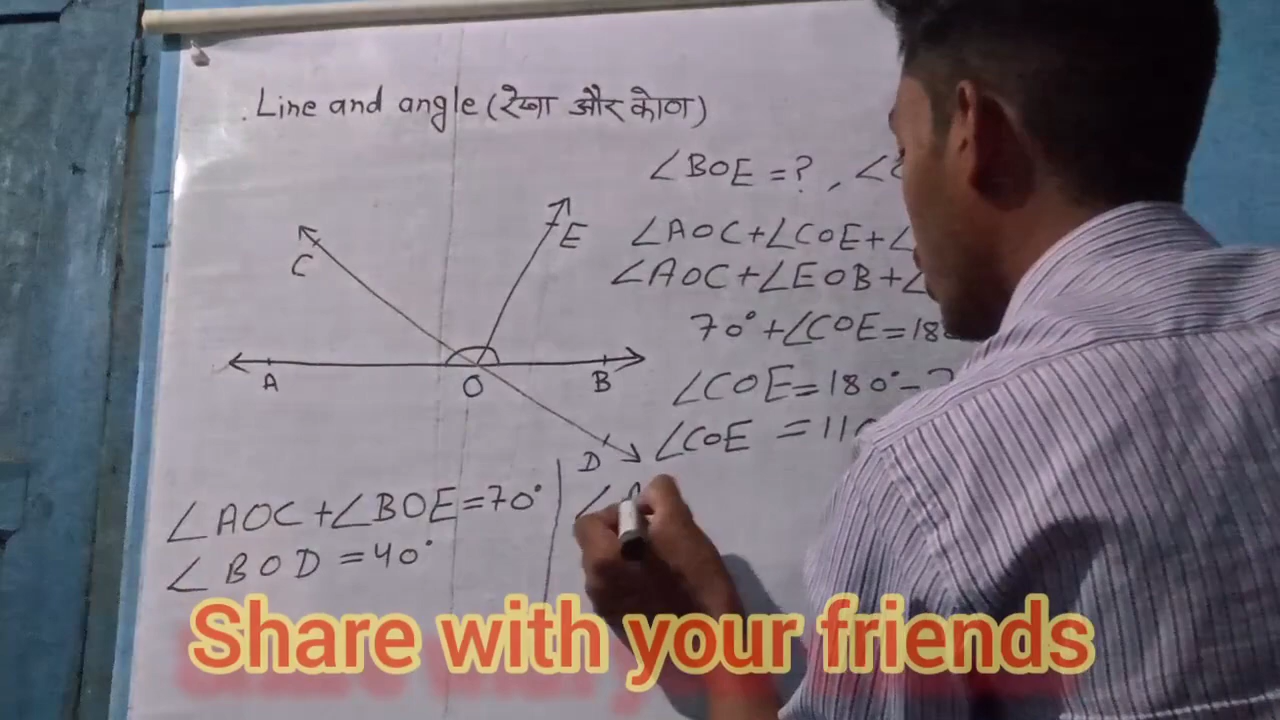 Line and angle (रेखा और कोण)
∠BOE = ? , ∠
∠AOC+∠COE+∠
∠AOC+∠EOB+∠
70°+∠COE=18
∠COE=180°-
∠COE = 110
C
E
A
O
B
D
∠AOC+∠BOE=70°
∠BOD=40°
Share with your friends